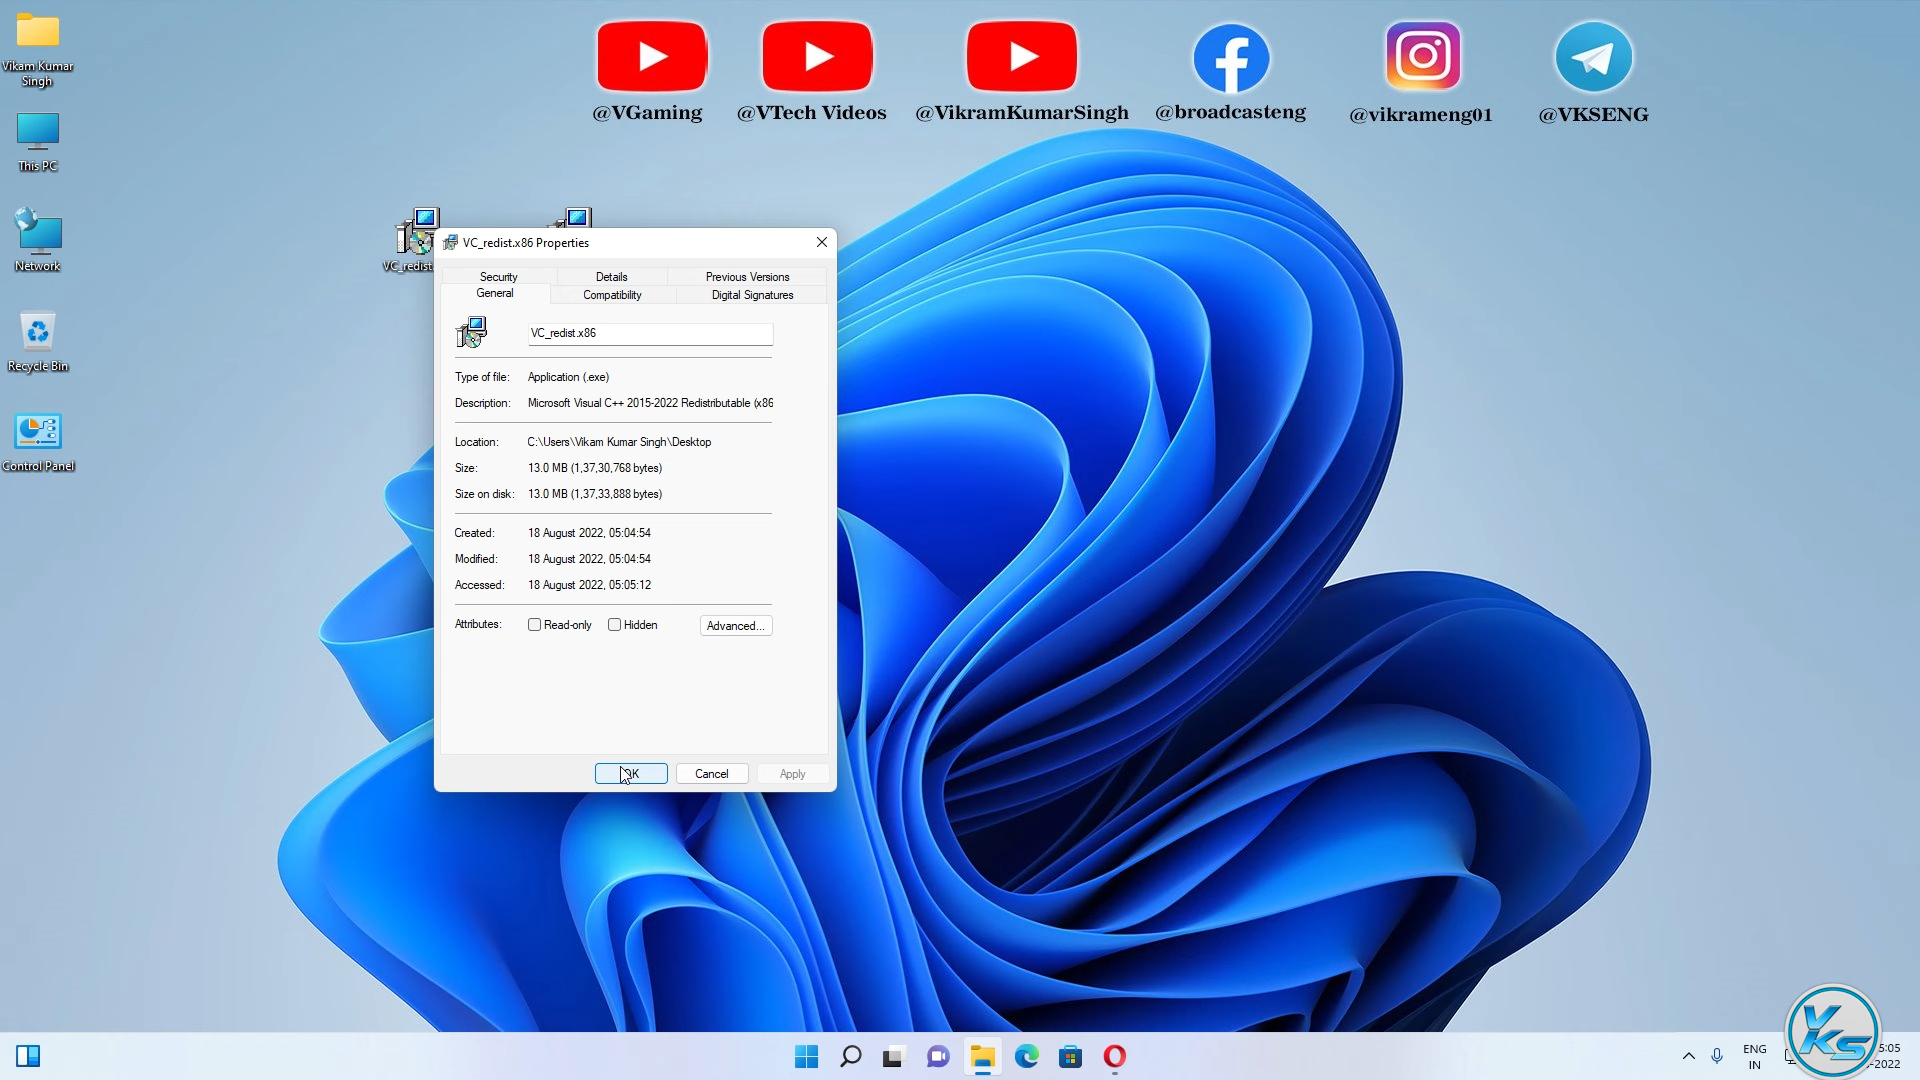 Vikam Kumar
Singh
This PC
Network
Recycle Bin
Control Panel
@VGaming
@VTech Videos
@VikramKumarSingh
@broadcasteng
@vikrameng01
@VKSENG
VC_redist.
VC_redist.x86 Properties
Security
Details
Previous Versions
General
Compatibility
Digital Signatures
VC_redist.x86
Type of file: Application (.exe)
Description: Microsoft Visual C++ 2015-2022 Redistributable (x86
Location: C:\Users\Vikam Kumar Singh\Desktop
Size: 13.0 MB (1,37,30,768 bytes)
Size on disk: 13.0 MB (1,37,33,888 bytes)
Created: 18 August 2022, 05:04:54
Modified: 18 August 2022, 05:04:54
Accessed: 18 August 2022, 05:05:12
Attributes: Read-only Hidden Advanced...
OK Cancel Apply
ENG
IN
5:05
-2022
VKS